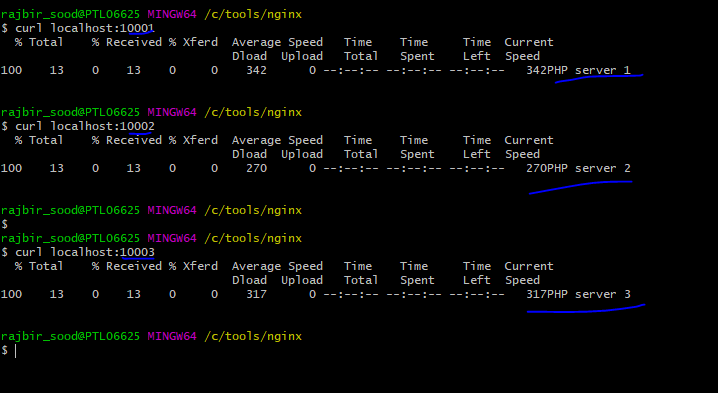 rajbir_sood@PTL06625 MINGW64 /c/tools/nginx
$ curl localhost:10001
% Total % Received % Xferd Average Speed Time Time Time Current
Dload Upload Total Spent Left Speed
100 13 0 13 0 0 342 0 --:--:-- --:--:-- --:--:-- 342PHP server 1
rajbir_sood@PTL06625 MINGW64 /c/tools/nginx
$ curl localhost:10002
% Total % Received % Xferd Average Speed Time Time Time Current
Dload Upload Total Spent Left Speed
100 13 0 13 0 0 270 0 --:--:-- --:--:-- --:--:-- 270PHP server 2
rajbir_sood@PTL06625 MINGW64 /c/tools/nginx
$
rajbir_sood@PTL06625 MINGW64 /c/tools/nginx
$ curl localhost:10003
% Total % Received % Xferd Average Speed Time Time Time Current
Dload Upload Total Spent Left Speed
100 13 0 13 0 0 317 0 --:--:-- --:--:-- --:--:-- 317PHP server 3
rajbir_sood@PTL06625 MINGW64 /c/tools/nginx
$